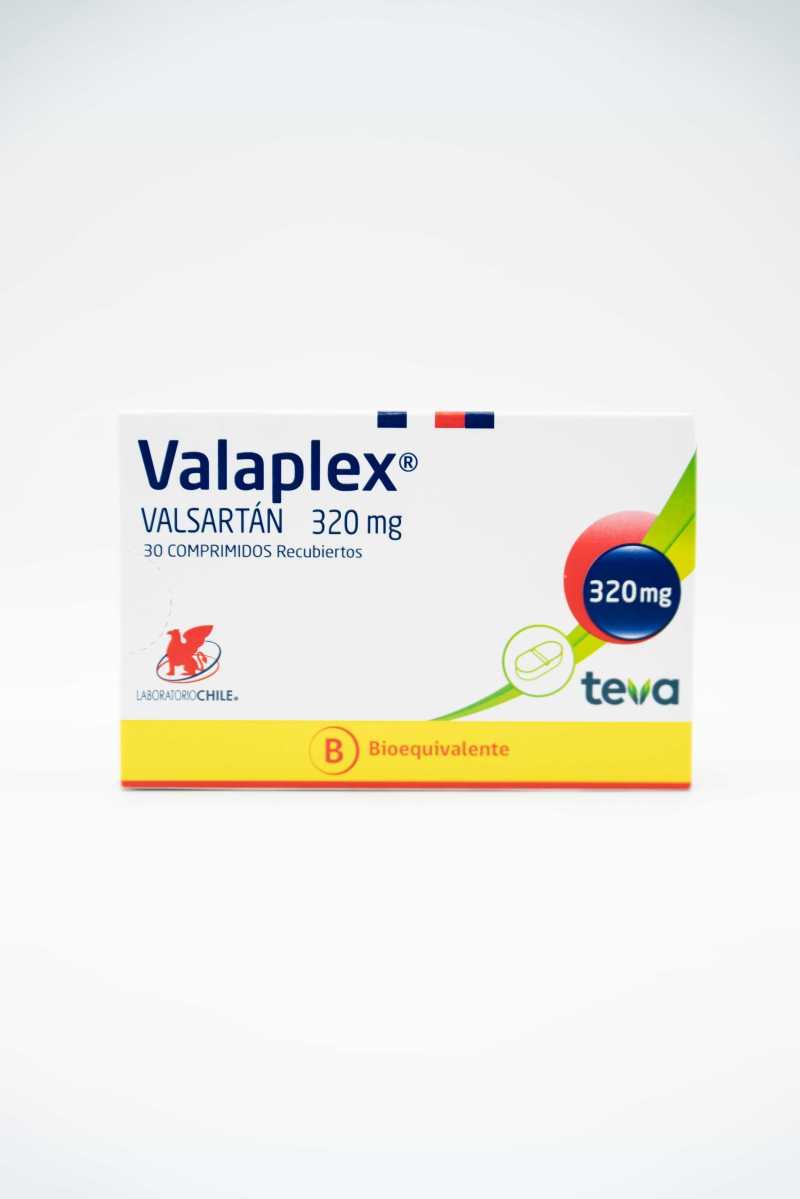 Valaplex®
VALSARTÁN 320 mg
30 COMPRIMIDOS Recubiertos
320mg
LABORATORIOCHILE®
teva
B Bioequivalente